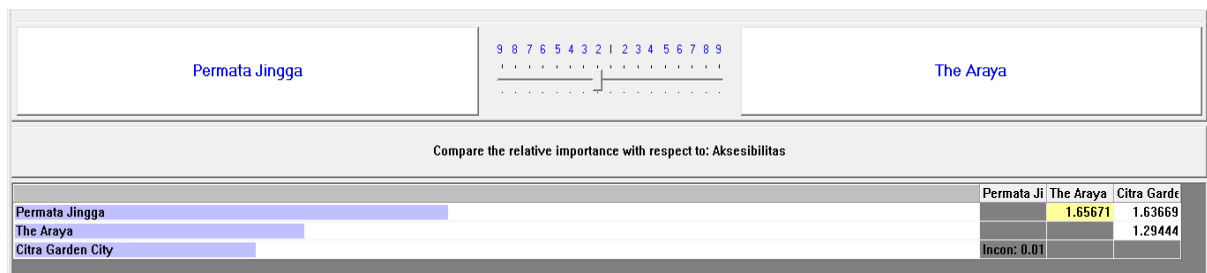 Permata Jingga
9 8 7 6 5 4 3 2 1 2 3 4 5 6 7 8 9
The Araya
Compare the relative importance with respect to: Aksesibilitas
Permata Ji The Araya Citra Garde
Permata Jingga 1.65671 1.63669
The Araya 1.29444
Citra Garden City Incon: 0.01